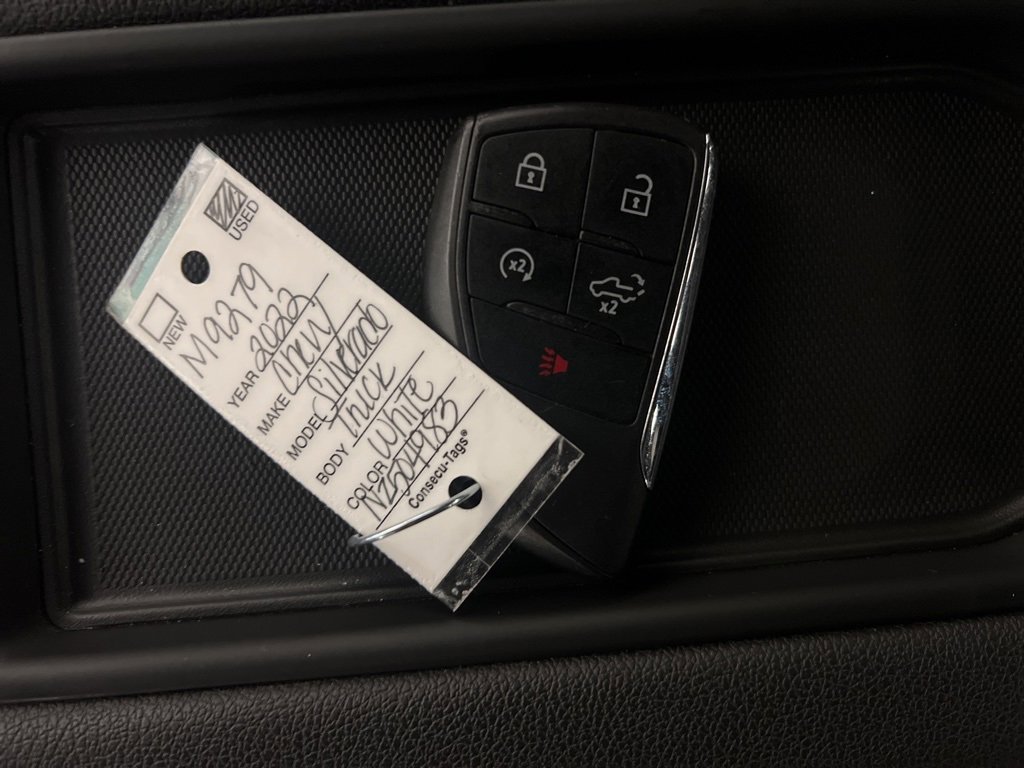 USED
NEW
M9279
YEAR 2022
MAKE Chevy
MODEL Silverado
BODY Truck
COLOR White
NZ504983
Consecu-Tags®
x2
x2